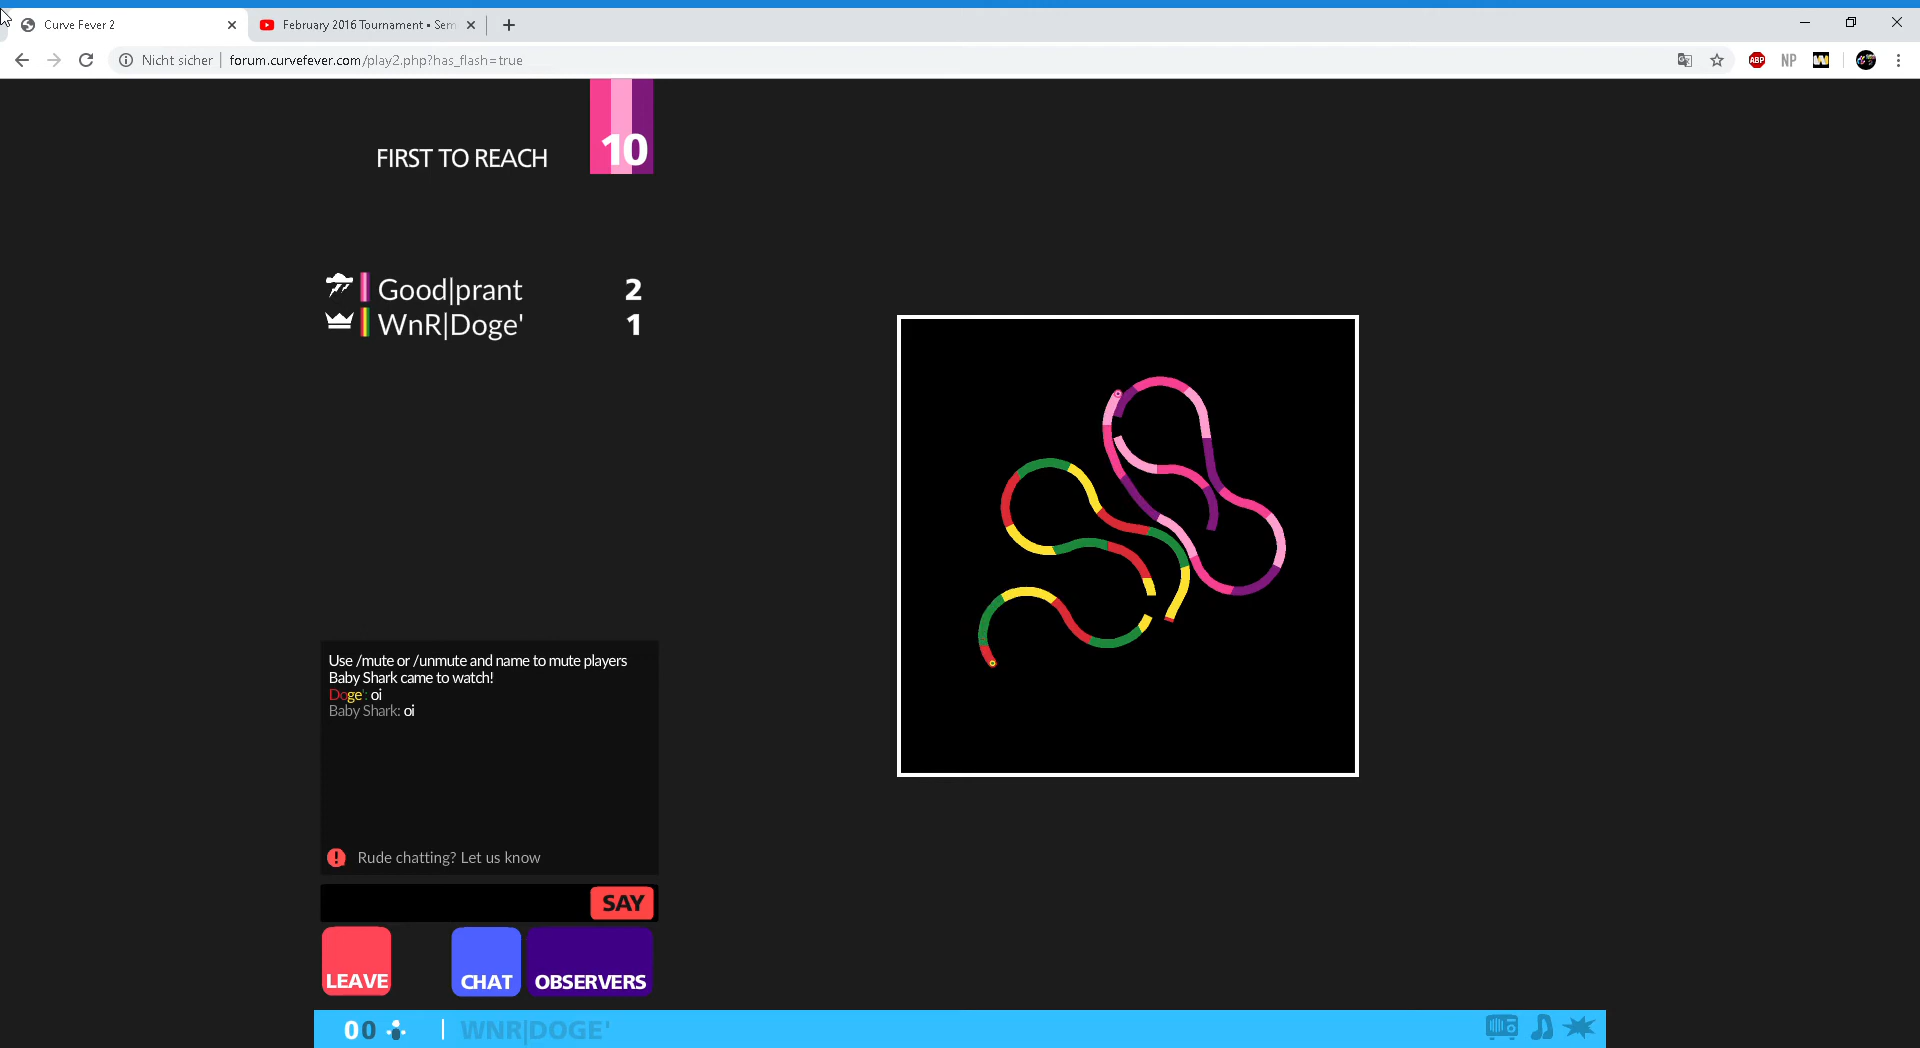 Curve Fever 2
February 2016 Tournament • Sem
Nicht sicher
forum.curvefever.com/play2.php?has_flash=true
ABP
NP
W
FIRST TO REACH
10
Good|prant 2
WnR|Doge' 1
Use /mute or /unmute and name to mute players
Baby Shark came to watch!
Doge': oi
Baby Shark: oi
Rude chatting? Let us know
SAY
LEAVE
CHAT
OBSERVERS
00
WNR|DOGE'